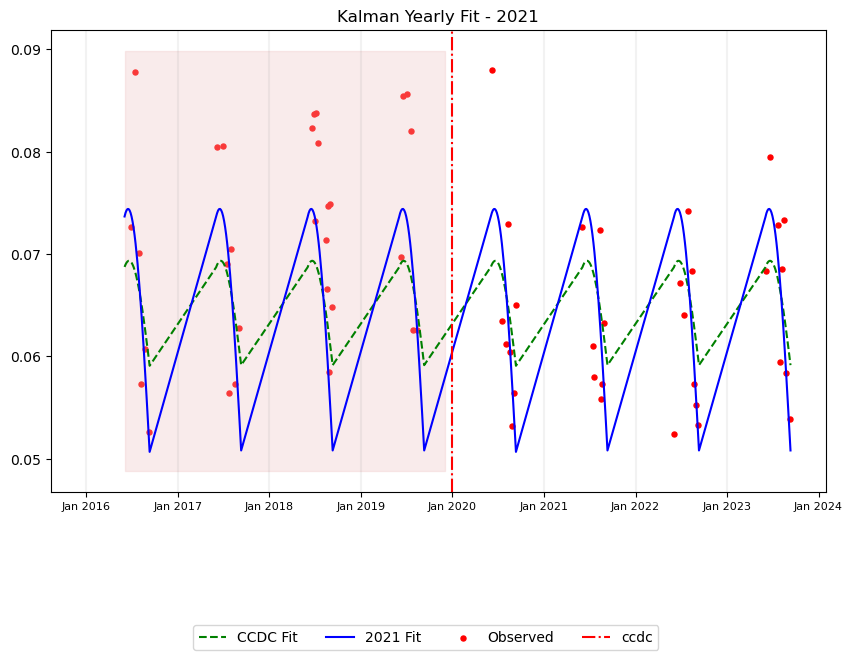 Kalman Yearly Fit - 2021
0.09
0.08
0.07
0.06
0.05
Jan 2016 Jan 2017 Jan 2018 Jan 2019 Jan 2020 Jan 2021 Jan 2022 Jan 2023 Jan 2024
CCDC Fit 2021 Fit Observed ccdc